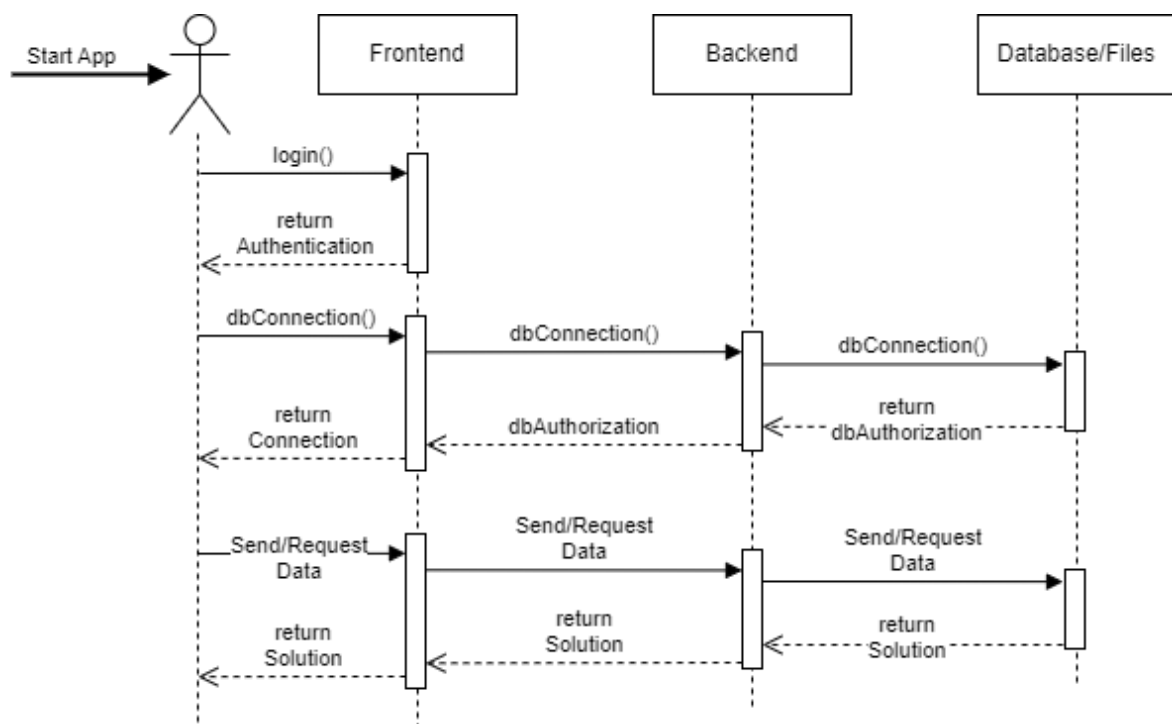 Start App
Frontend
Backend
Database/Files
login()
return
Authentication
dbConnection()
dbConnection()
dbConnection()
return
Connection
dbAuthorization
return
dbAuthorization
Send/Request
Data
Send/Request
Data
Send/Request
Data
return
Solution
return
Solution
return
Solution